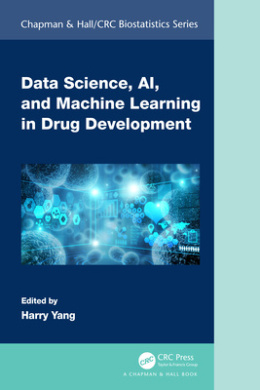 Chapman & Hall/CRC Biostatistics Series
Data Science, AI,
and Machine Learning
in Drug Development
Edited by
Harry Yang
CRC Press
Taylor & Francis Group
A CHAPMAN & HALL BOOK